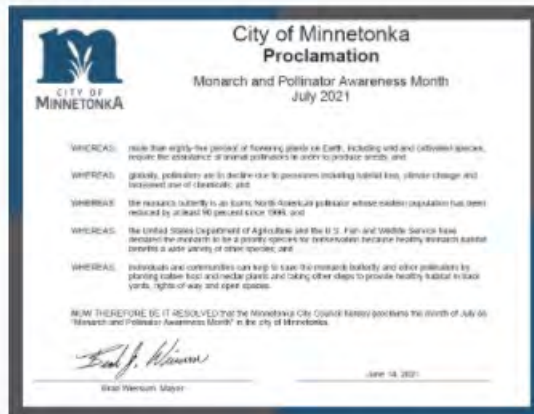 City of Minnetonka
Proclamation
Monarch and Pollinator Awareness Month
July 2021
CITY OF
MINNETONKA
WHEREAS, more than eighty-five percent of flowering plants on Earth, including wild and cultivated species,
require the assistance of animal pollinators in order to produce seeds; and
WHEREAS, globally, pollinators are in decline due to pressures including habitat loss, climate change and
increased use of chemicals; and
WHEREAS, the monarch butterfly is an iconic North American pollinator whose eastern population has been
reduced by at least 90 percent since 1996; and
WHEREAS, the United States Department of Agriculture and the U.S. Fish and Wildlife Service have
declared the monarch to be a priority species for conservation because healthy monarch habitat
benefits a wide variety of other species; and
WHEREAS, individuals and communities can help to save the monarch butterfly and other pollinators by
planting native host and nectar plants and taking other steps to provide healthy habitat in back
yards, rights of way and open spaces.
NOW THEREFORE BE IT RESOLVED that the Minnetonka City Council hereby proclaims the month of July as
"Monarch and Pollinator Awareness Month" in the city of Minnetonka.
Brad J. Wiersum
June 14, 2021
Brad Wiersum, Mayor